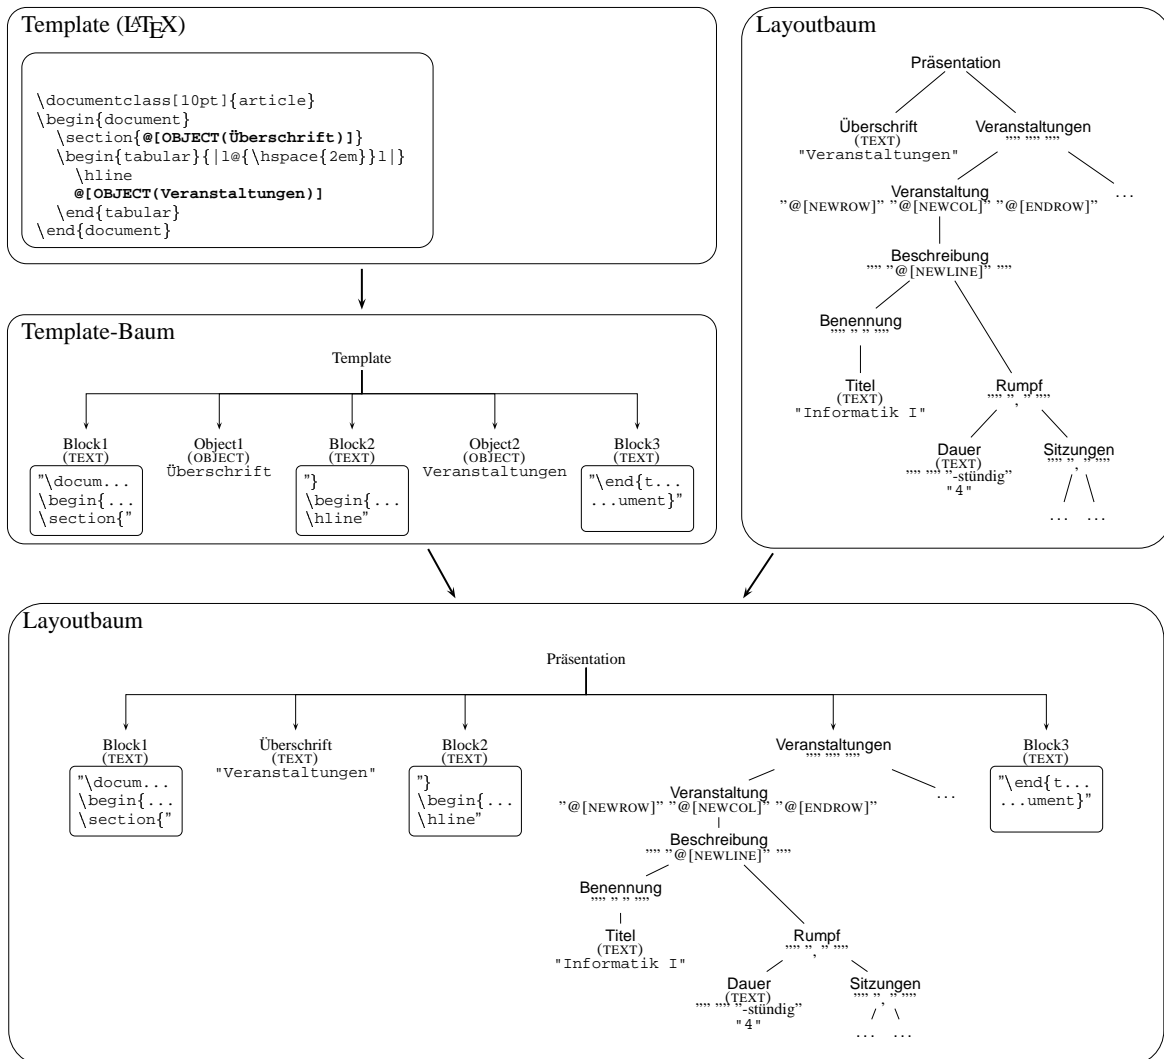 Template (LATEX)
\documentclass[10pt]{article}
\begin{document}
\section{@[OBJECT(Überschrift)]}
\begin{tabular}{|l@{\hspace{2em}}l|}
\hline
@[OBJECT(Veranstaltungen)]
\end{tabular}
\end{document}
Layoutbaum
Präsentation
Überschrift Veranstaltungen
(TEXT) ”” ”” ””
"Veranstaltungen"
Veranstaltung ...
”@[NEWROW]” ”@[NEWCOL]” ”@[ENDROW]”
Beschreibung
”” ”@[NEWLINE]” ””
Benennung
”” ” ” ””
Titel Rumpf
(TEXT) ”” ”, ” ””
"Informatik I"
Dauer Sitzungen
(TEXT) ”” ”, ” ””
”” ”” ”-stündig”
"4"
... ...
Template-Baum
Template
Block1 Object1 Block2 Object2 Block3
(TEXT) (OBJECT) (TEXT) (OBJECT) (TEXT)
Überschrift Veranstaltungen
"\docum... "} "\end{t...
\begin{... \begin{... ...ument}"
\section{" \hline"
Layoutbaum
Präsentation
Block1 Überschrift Block2 Veranstaltungen Block3
(TEXT) (TEXT) (TEXT) ”” ”” ”” (TEXT)
"Veranstaltungen"
"\docum... "} "\end{t...
\begin{... \begin{... ...ument}"
\section{" \hline"
Veranstaltung ...
”@[NEWROW]” ”@[NEWCOL]” ”@[ENDROW]”
Beschreibung
”” ”@[NEWLINE]” ””
Benennung
”” ” ” ””
Titel Rumpf
(TEXT) ”” ”, ” ””
"Informatik I"
Dauer Sitzungen
(TEXT) ”” ”, ” ””
”” ”” ”-stündig”
"4"
... ...